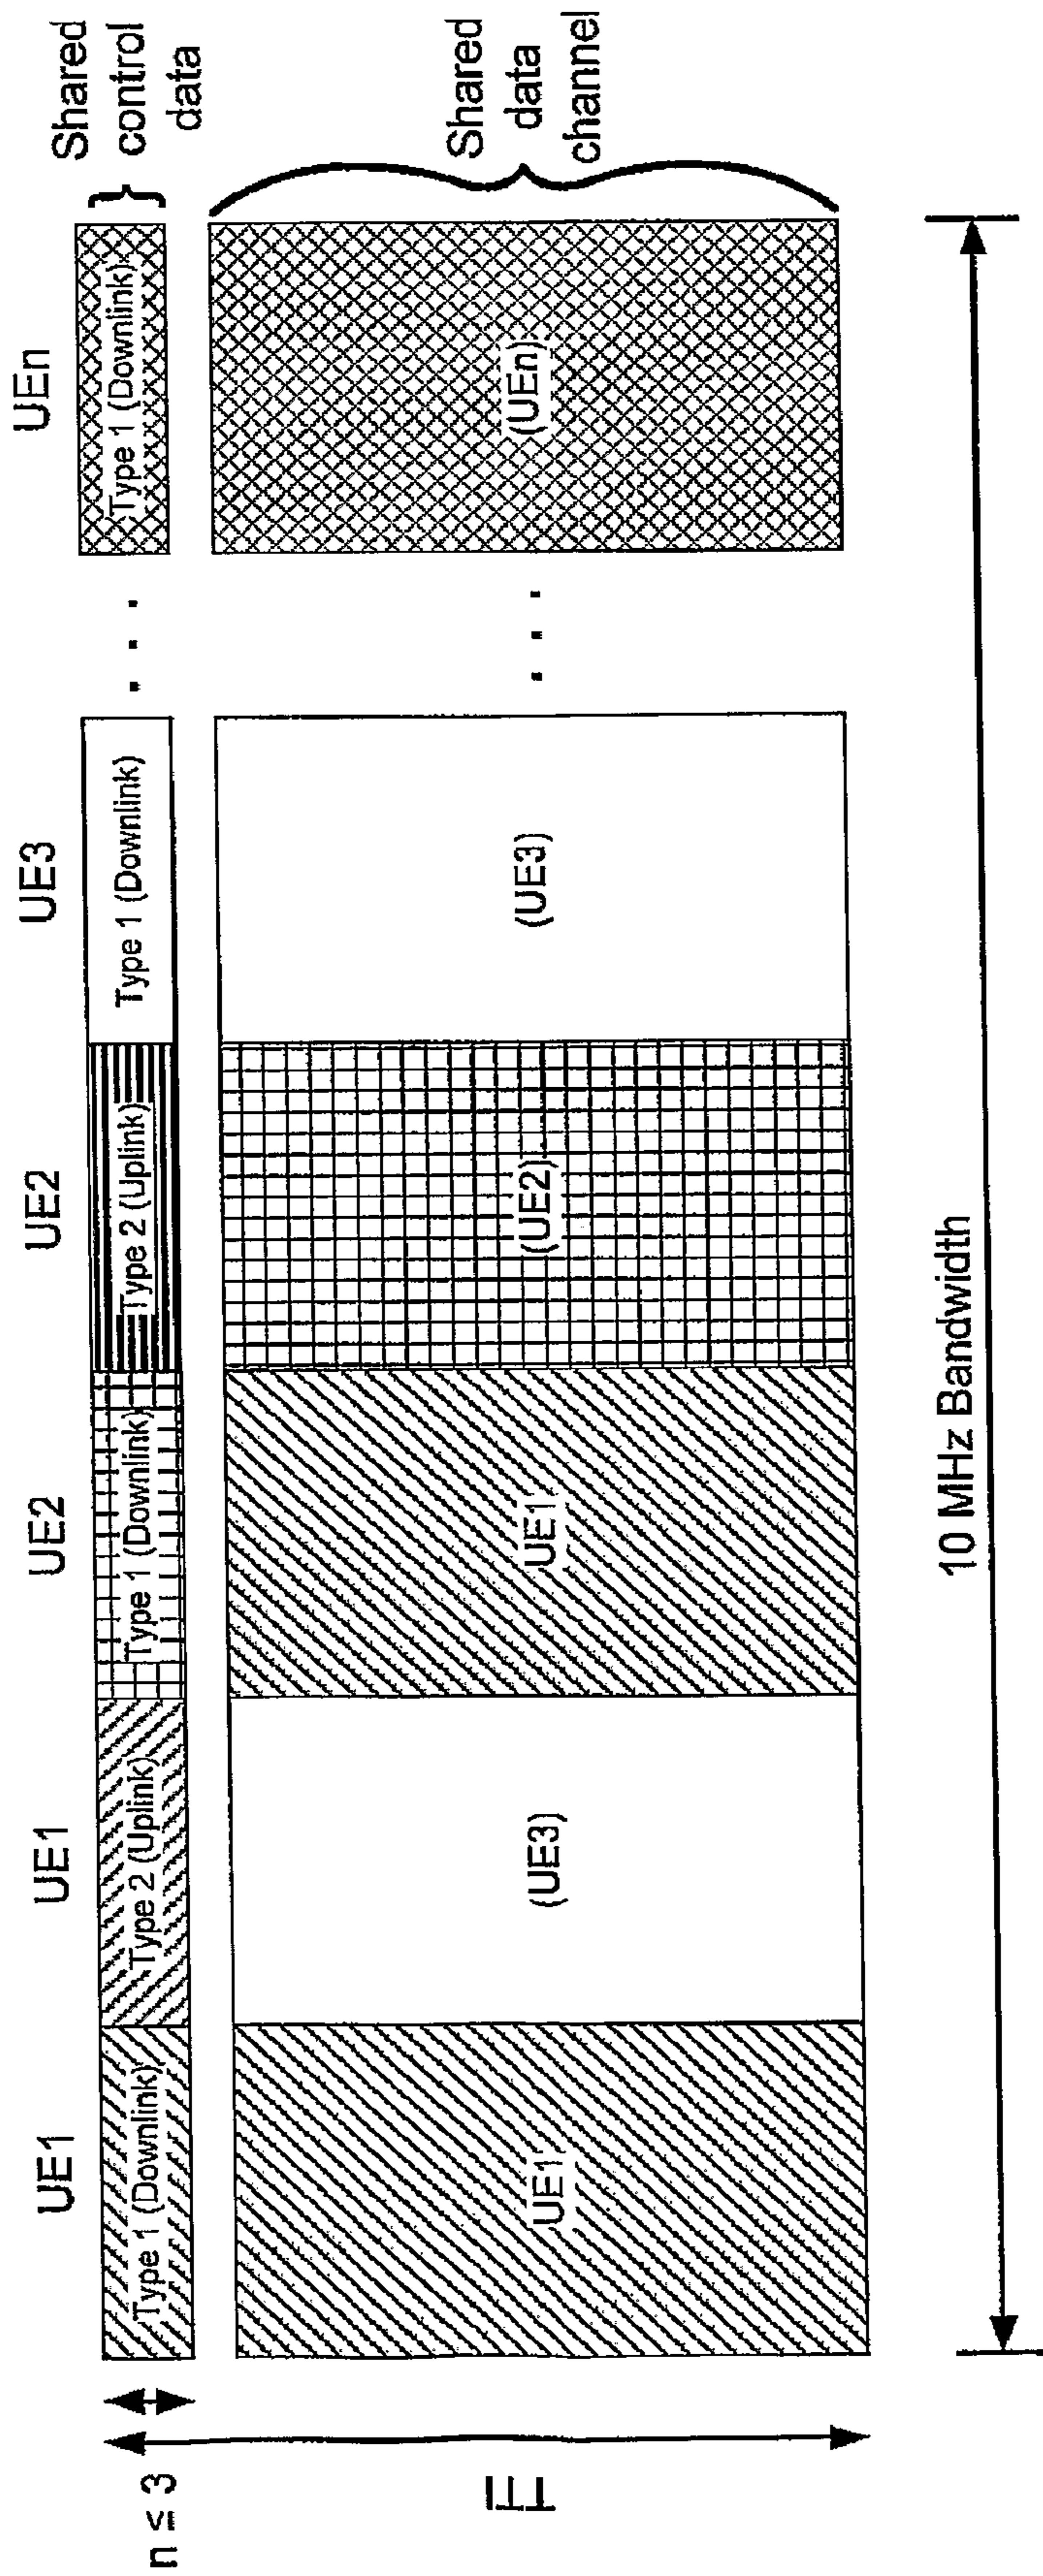 UE1
UE1
UE2
UE2
UE3
UEn
n ≤ 3
Type 1 (Downlink)
Type 2 (Uplink)
Type 1 (Downlink)
Type 2 (Uplink)
Type 1 (Downlink)
. . .
Type 1 (Downlink)
Shared
control
data
TTI
UE1
(UE3)
UE1
(UE2)
(UE3)
. . .
(UEn)
Shared
data
channel
10 MHz Bandwidth